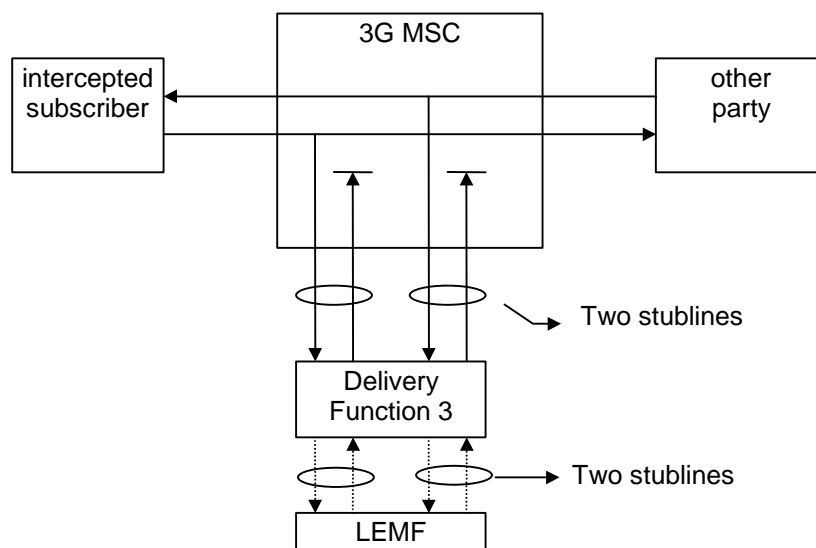 3G MSC
intercepted
subscriber
other
party
Two stublines
Delivery
Function 3
Two stublines
LEMF